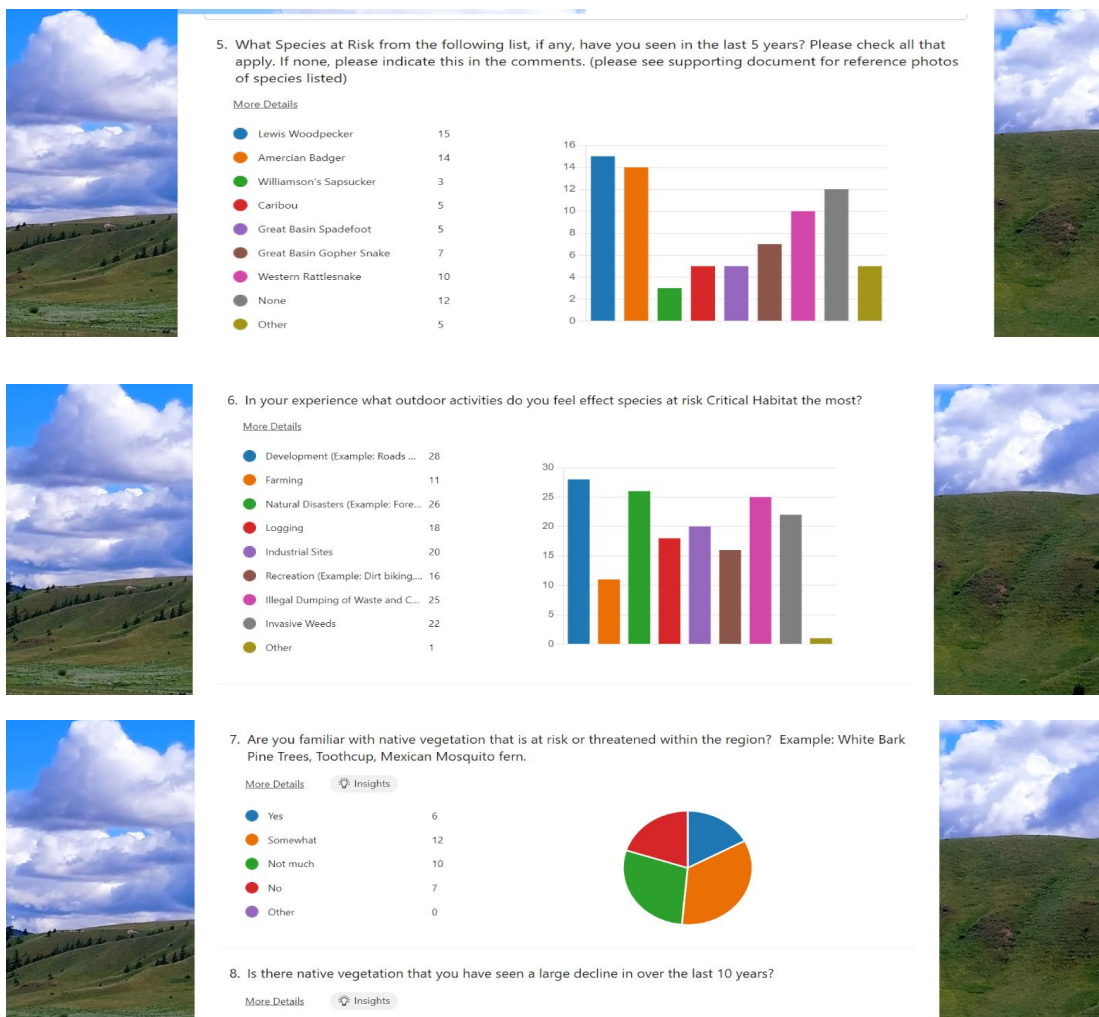 5. What Species at Risk from the following list, if any, have you seen in the last 5 years? Please check all that
apply. If none, please indicate this in the comments. (please see supporting document for reference photos
of species listed)
More Details
Lewis Woodpecker 15
Amercian Badger 14
Williamson's Sapsucker 3
Caribou 5
Great Basin Spadefoot 5
Great Basin Gopher Snake 7
Western Rattlesnake 10
None 12
Other 5
16
14
12
10
8
6
4
2
0
6. In your experience what outdoor activities do you feel effect species at risk Critical Habitat the most?
More Details
Development (Example: Roads ... 28
Farming 11
Natural Disasters (Example: Fore... 26
Logging 18
Industrial Sites 20
Recreation (Example: Dirt biking,... 16
Illegal Dumping of Waste and C... 25
Invasive Weeds 22
Other 1
30
25
20
15
10
5
0
7. Are you familiar with native vegetation that is at risk or threatened within the region? Example: White Bark
Pine Trees, Toothcup, Mexican Mosquito fern.
More Details Insights
Yes 6
Somewhat 12
Not much 10
No 7
Other 0
8. Is there native vegetation that you have seen a large decline in over the last 10 years?
More Details Insights